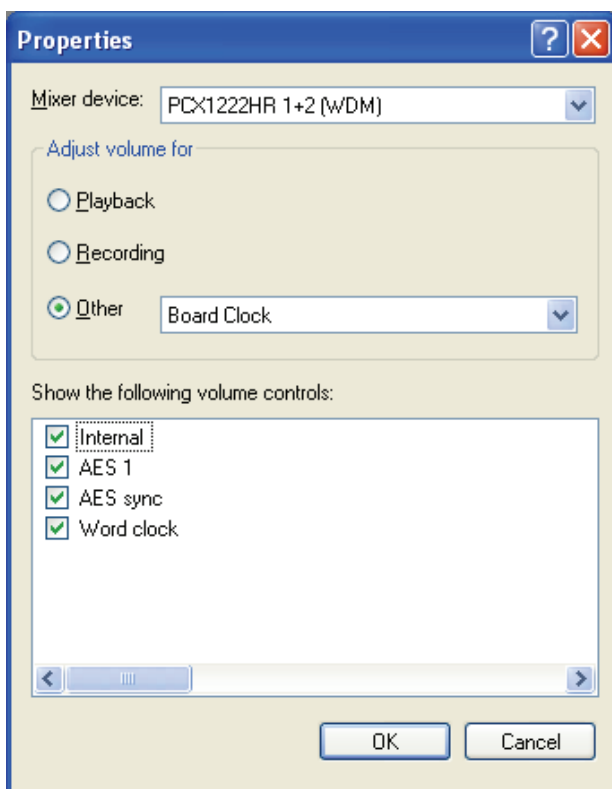 Properties
Mixer device: PCX1222HR 1+2 (WDM)
Adjust volume for
Playback
Recording
Other Board Clock
Show the following volume controls:
Internal
AES 1
AES sync
Word clock
OK Cancel